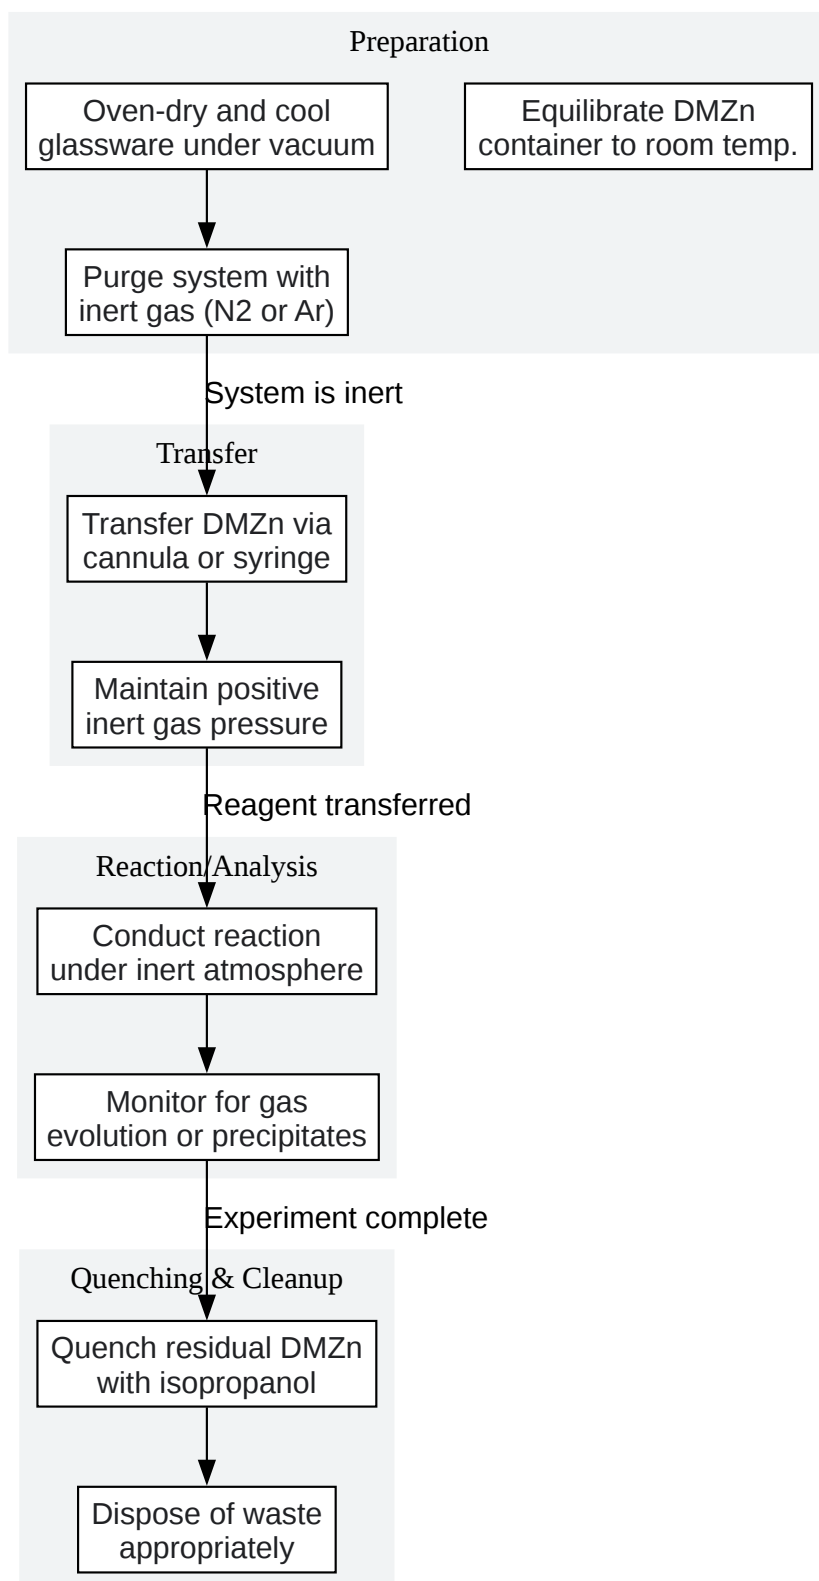 Preparation
Oven-dry and cool
glassware under vacuum
Equilibrate DMZn
container to room temp.
Purge system with
inert gas (N2 or Ar)
System is inert
Transfer
Transfer DMZn via
cannula or syringe
Maintain positive
inert gas pressure
Reagent transferred
Reaction/Analysis
Conduct reaction
under inert atmosphere
Monitor for gas
evolution or precipitates
Experiment complete
Quenching & Cleanup
Quench residual DMZn
with isopropanol
Dispose of waste
appropriately